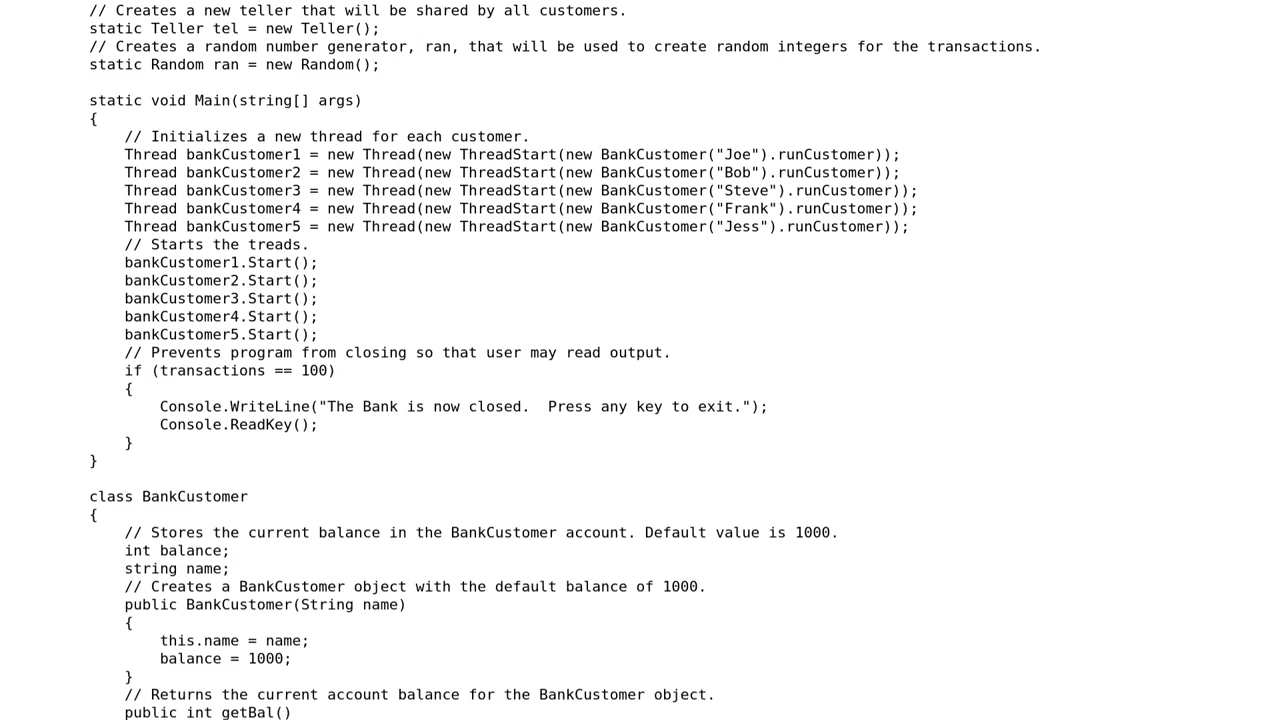 // Creates a new teller that will be shared by all customers.
static Teller tel = new Teller();
// Creates a random number generator, ran, that will be used to create random integers for the transactions.
static Random ran = new Random();

static void Main(string[] args)
{
    // Initializes a new thread for each customer.
    Thread bankCustomer1 = new Thread(new ThreadStart(new BankCustomer("Joe").runCustomer));
    Thread bankCustomer2 = new Thread(new ThreadStart(new BankCustomer("Bob").runCustomer));
    Thread bankCustomer3 = new Thread(new ThreadStart(new BankCustomer("Steve").runCustomer));
    Thread bankCustomer4 = new Thread(new ThreadStart(new BankCustomer("Frank").runCustomer));
    Thread bankCustomer5 = new Thread(new ThreadStart(new BankCustomer("Jess").runCustomer));
    // Starts the treads.
    bankCustomer1.Start();
    bankCustomer2.Start();
    bankCustomer3.Start();
    bankCustomer4.Start();
    bankCustomer5.Start();
    // Prevents program from closing so that user may read output.
    if (transactions == 100)
    {
        Console.WriteLine("The Bank is now closed.  Press any key to exit.");
        Console.ReadKey();
    }
}

class BankCustomer
{
    // Stores the current balance in the BankCustomer account. Default value is 1000.
    int balance;
    string name;
    // Creates a BankCustomer object with the default balance of 1000.
    public BankCustomer(String name)
    {
        this.name = name;
        balance = 1000;
    }
    // Returns the current account balance for the BankCustomer object.
    public int getBal()